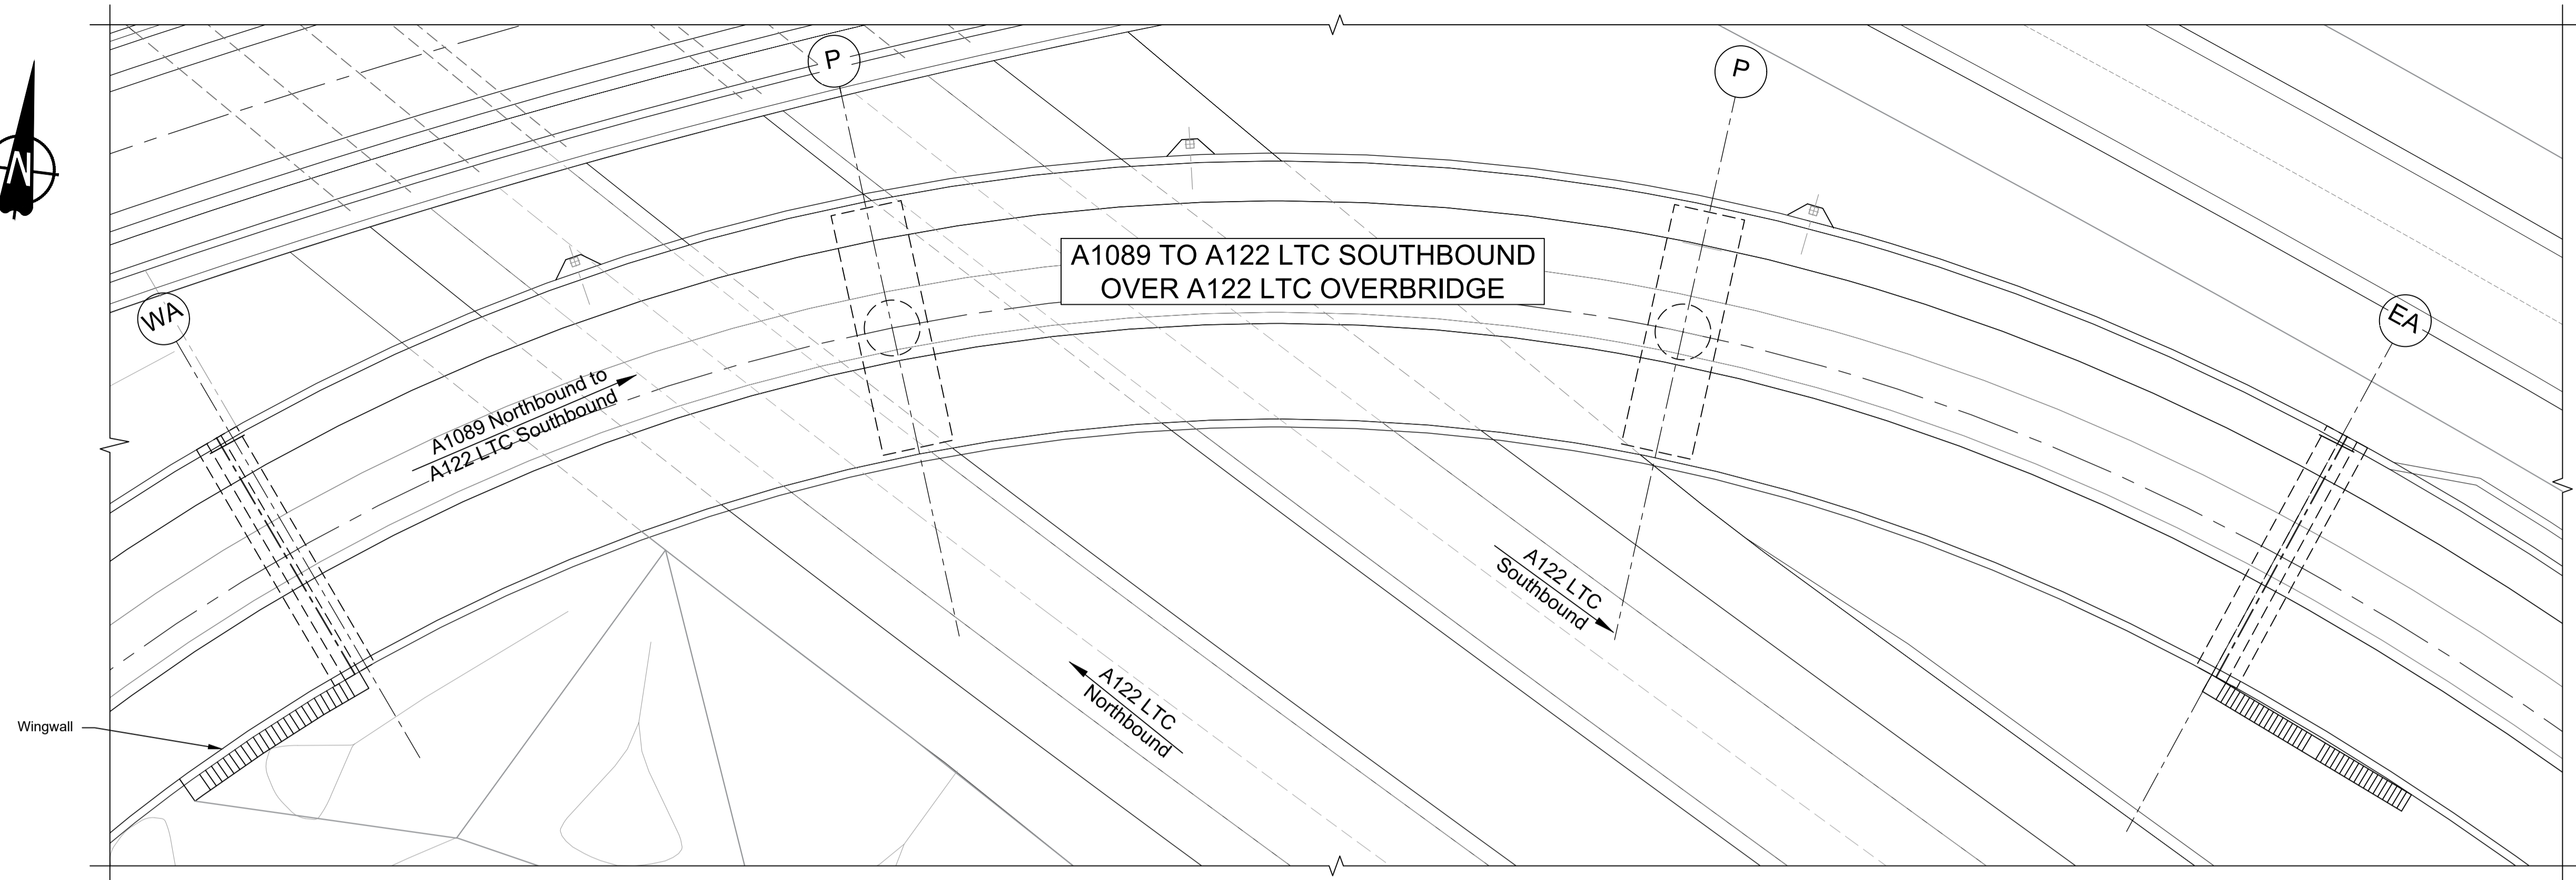 P
P
N
A1089 TO A122 LTC SOUTHBOUND
OVER A122 LTC OVERBRIDGE
WA
EA
A1089 Northbound to
A122 LTC Southbound
A122 LTC
Southbound
A122 LTC
Northbound
Wingwall